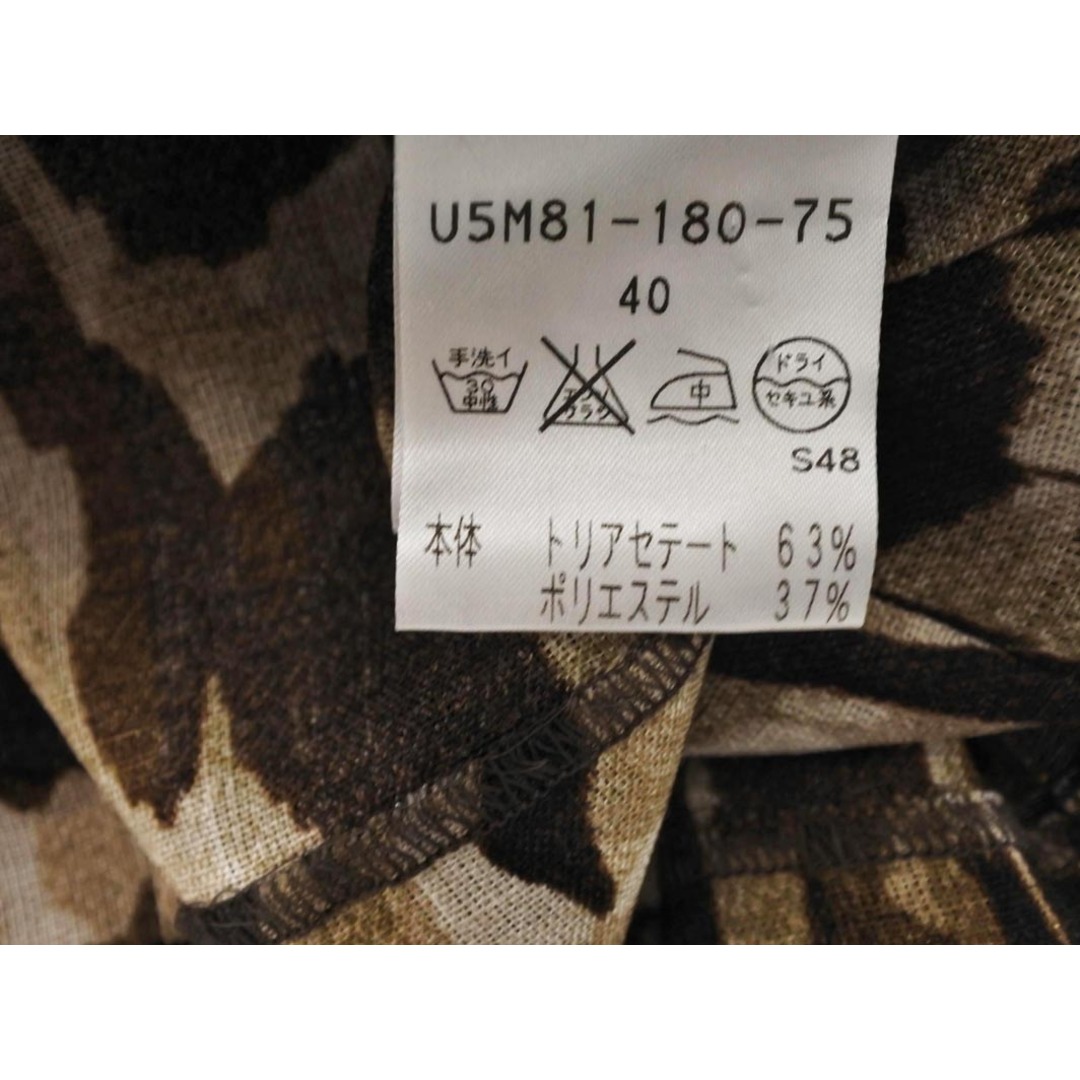 U5M81-180-75
40
手洗イ 30 中性 エンソ サラシ 中 ドライ セキユ系
S48
本体 トリアセテート 63%
ポリエステル 37%